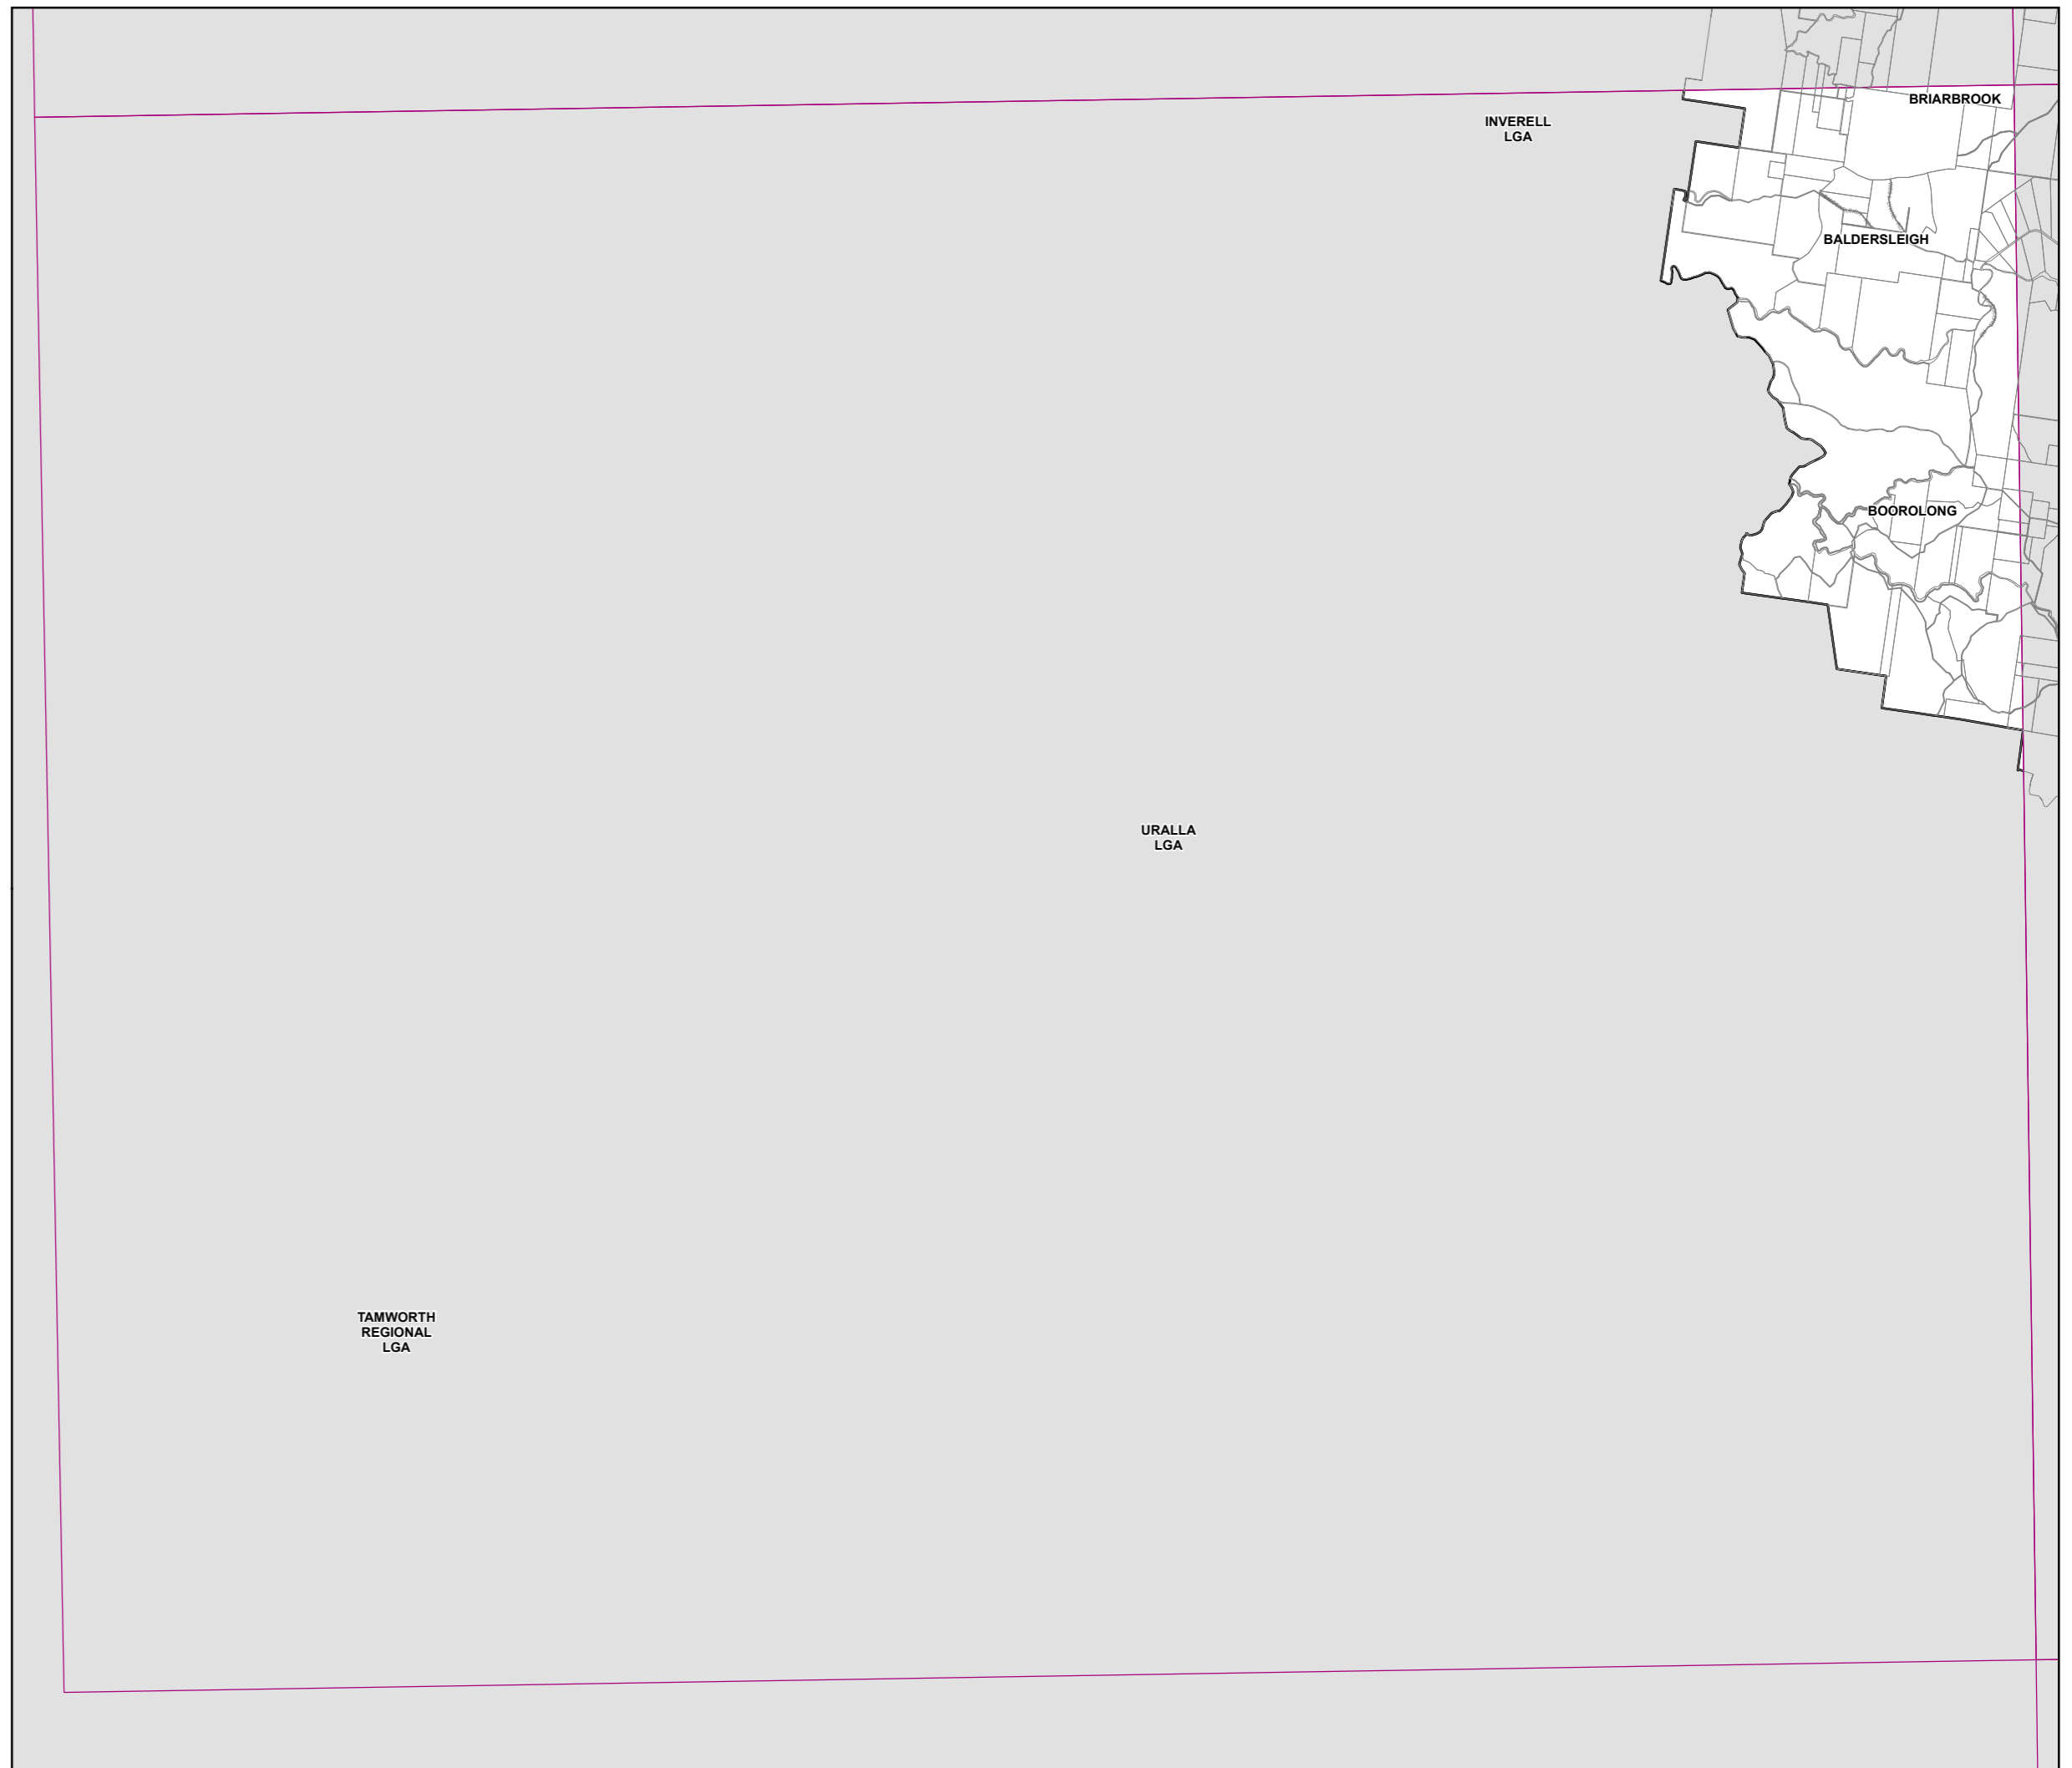 BRIARBROOK
INVERELL
LGA
BALDERSLEIGH
BOOROLONG
URALLA
LGA
TAMWORTH
REGIONAL
LGA